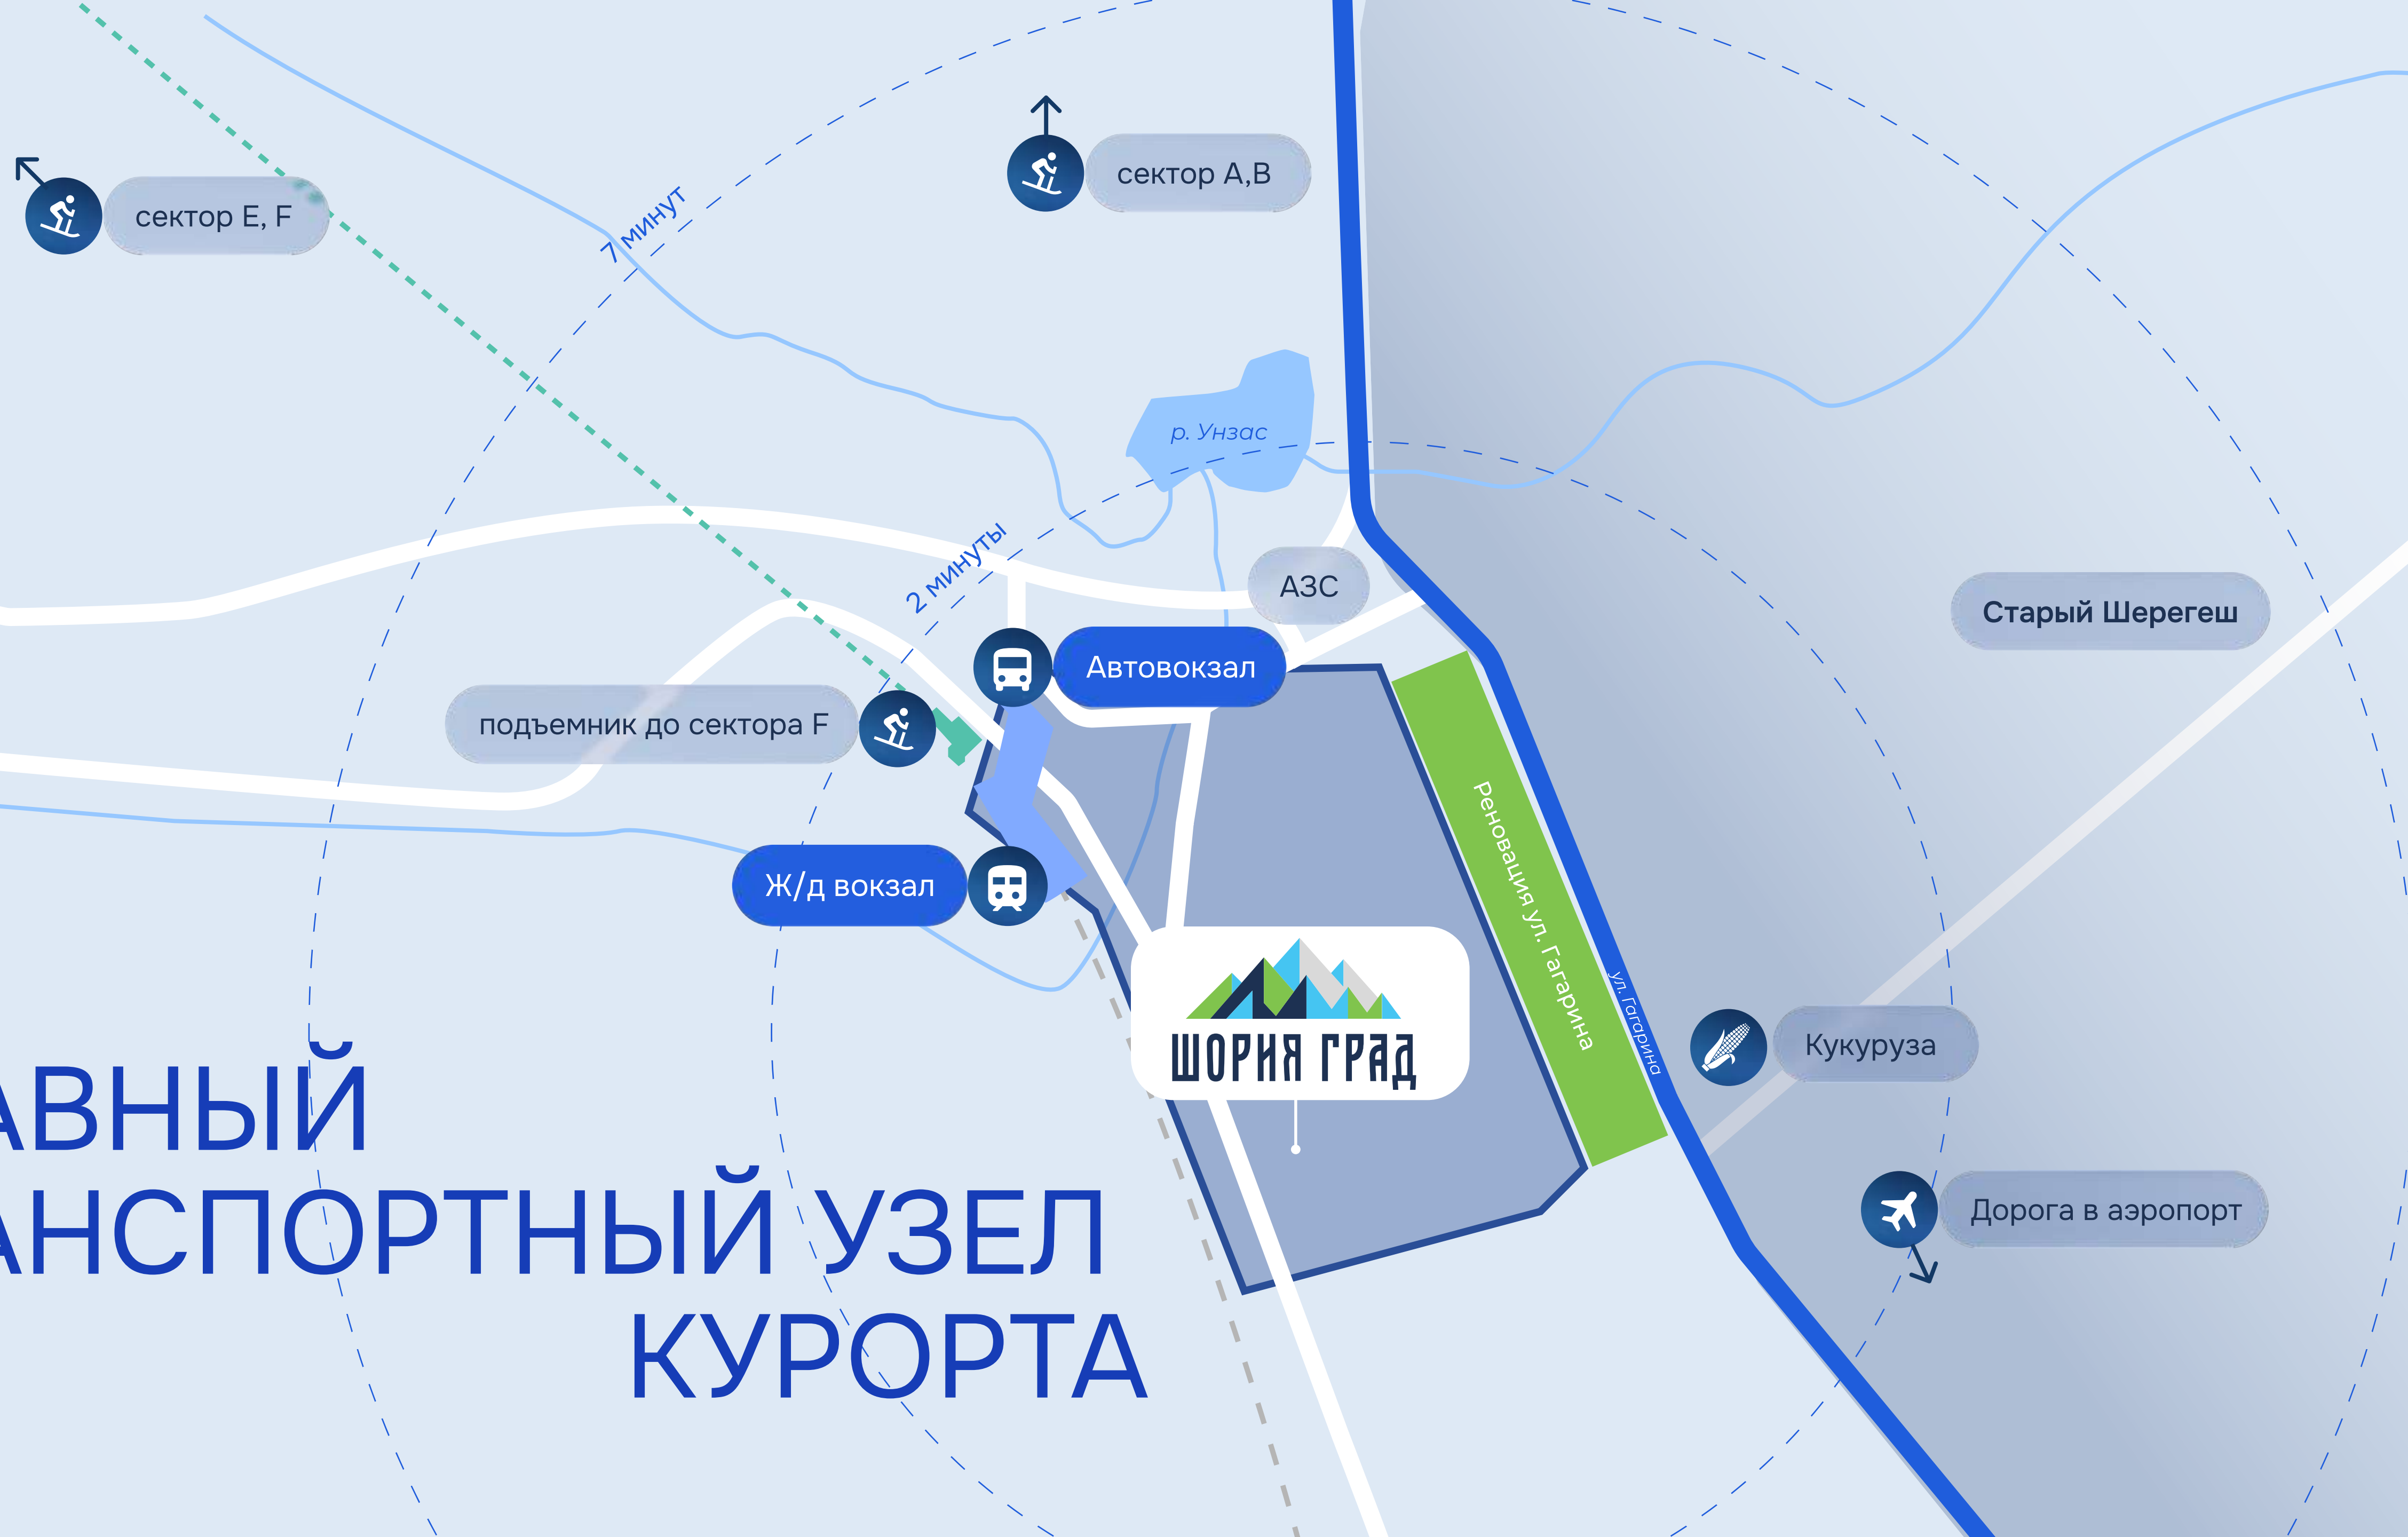 сектор А,В
сектор Е, F
7 минут
р. Унзас
2 минуты
АЗС
Старый Шерегеш
Автовокзал
подъемник до сектора F
Реновация ул. Гагарина
Ж/д вокзал
ул. Гагарина
ШОРИЯ ГРАД
Кукуруза
АВНЫЙ
АНСПОРТНЫЙ УЗЕЛ
КУРОРТА
Дорога в аэропорт